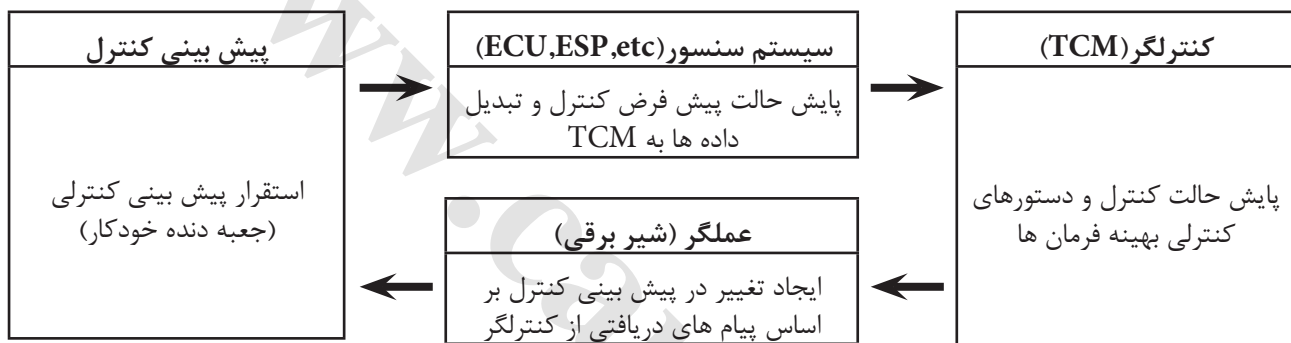 پیش بینی کنترل
استقرار پیش بینی کنترلی
(جعبه دنده خودکار)
سیستم سنسور(ECU,ESP,etc)
پایش حالت پیش فرض کنترل و تبدیل
داده ها به TCM
کنترلگر(TCM)
پایش حالت کنترل و دستورهای
کنترلی بهینه فرمان ها
عملگر (شیر برقی)
ایجاد تغییر در پیش بینی کنترل بر
اساس پیام های دریافتی از کنترلگر
www.ca